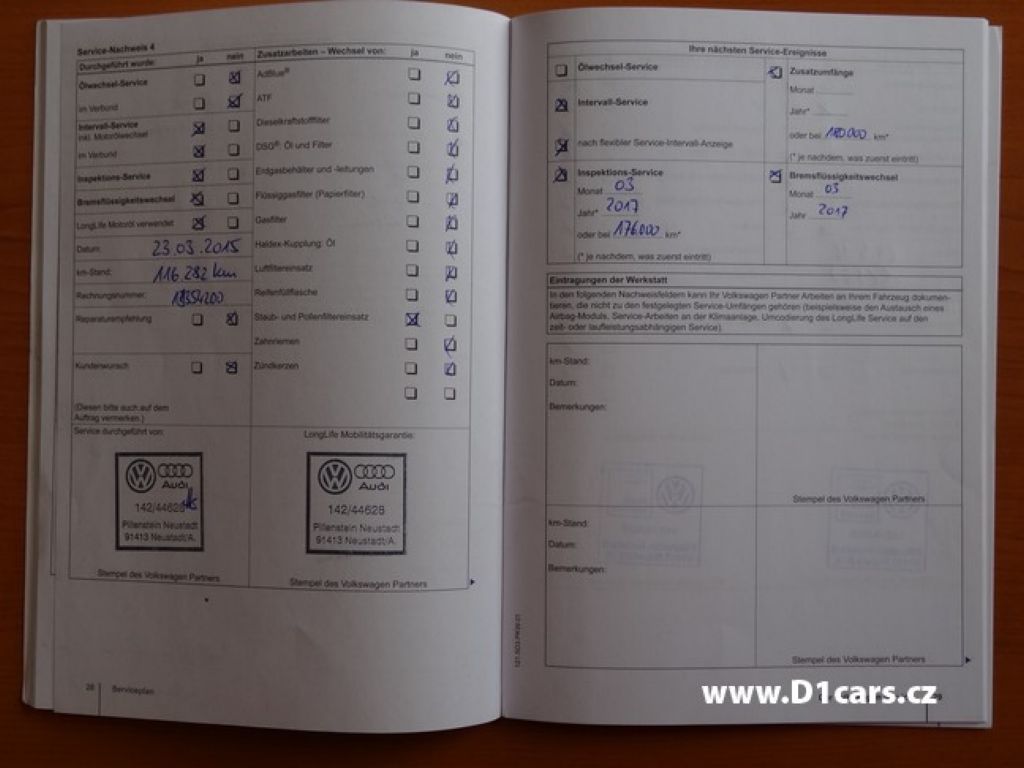 Service-Nachweis 4
Durchgeführt wurde: ja nein
Ölwechsel-Service
im Verbund
Intervall-Service
inkl. Motorölwechsel
im Verbund
Inspektions-Service
Bremsflüssigkeitswechsel
LongLife Motoröl verwendet
Datum: 23.03.2015
km-Stand: 116.282 km
Rechnungsnummer:
Reparaturempfehlung
Kundenwunsch
(Diesen bitte auch auf dem
Auftrag vermerken.)
Zusatzarbeiten – Wechsel von: ja nein
AdBlue®
ATF
Dieselkraftstofffilter
DSG®: Öl und Filter
Erdgasbehälter und -leitungen
Flüssiggasfilter (Papierfilter)
Gasfilter
Haldex-Kupplung: Öl
Luftfiltereinsatz
Reifenfüllflasche
Staub- und Pollenfiltereinsatz
Zahnriemen
Zündkerzen
Service durchgeführt von:
Audi
142/44628
Pillenstein Neustadt
91413 Neustadt/A.
Stempel des Volkswagen Partners
LongLife Mobilitätsgarantie:
Audi
142/44628
Pillenstein Neustadt
91413 Neustadt/A.
Stempel des Volkswagen Partners
28 Serviceplan
Ihre nächsten Service-Ereignisse
Ölwechsel-Service
Intervall-Service
nach flexibler Service-Intervall-Anzeige
Inspektions-Service
Monat 03
Jahr* 2017
oder bei 176.000 km*
(* je nachdem, was zuerst eintritt)
Zusatzumfänge
Monat
Jahr*
oder bei 180.000 km*
(* je nachdem, was zuerst eintritt)
Bremsflüssigkeitswechsel
Monat 03
Jahr 2017
Eintragungen der Werkstatt
In den folgenden Nachweisfeldern kann Ihr Volkswagen Partner Arbeiten an Ihrem Fahrzeug dokumen-
tieren, die nicht zu den festgelegten Service-Umfängen gehören (beispielsweise den Austausch eines
Airbag-Moduls, Service-Arbeiten an der Klimaanlage, Umcodierung des LongLife Service auf den
zeit- oder laufleistungsabhängigen Service).
km-Stand:
Datum:
Bemerkungen:
Stempel des Volkswagen Partners
km-Stand:
Datum:
Bemerkungen:
Stempel des Volkswagen Partners
www.D1cars.cz